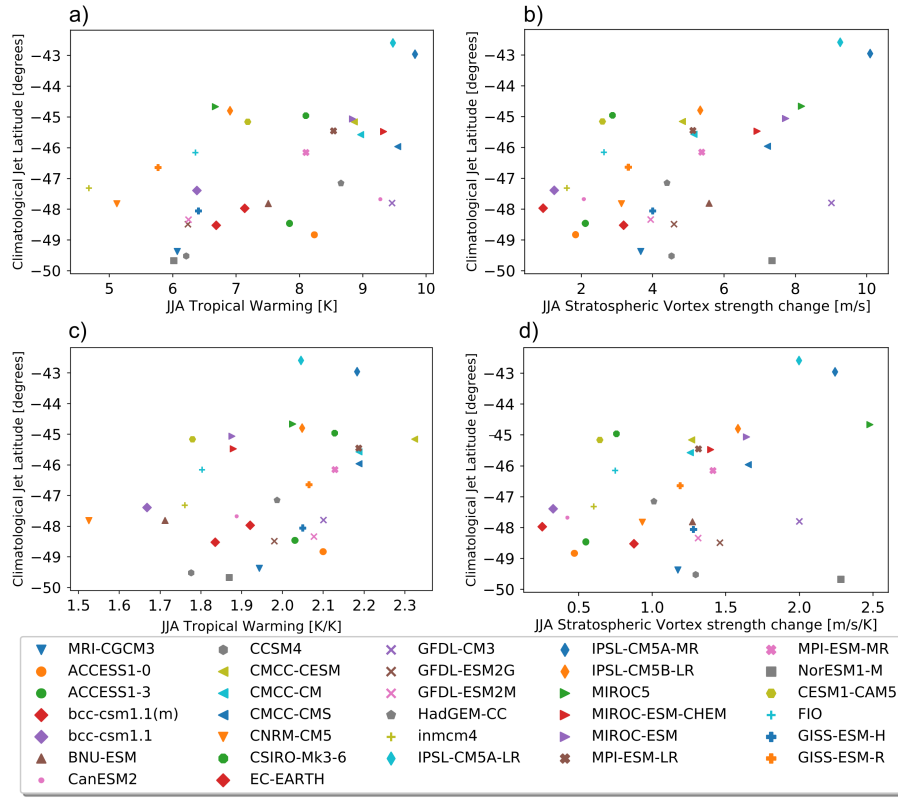 a)
b)
Climatological Jet Latitude [degrees]
−43
−44
−45
−46
−47
−48
−49
−50
5 6 7 8 9 10
JJA Tropical Warming [K]
Climatological Jet Latitude [degrees]
−43
−44
−45
−46
−47
−48
−49
−50
2 4 6 8 10
JJA Stratospheric Vortex strength change [m/s]
c)
d)
Climatological Jet Latitude [degrees]
−43
−44
−45
−46
−47
−48
−49
−50
1.5 1.6 1.7 1.8 1.9 2.0 2.1 2.2 2.3
JJA Tropical Warming [K/K]
Climatological Jet Latitude [degrees]
−43
−44
−45
−46
−47
−48
−49
−50
0.5 1.0 1.5 2.0 2.5
JJA Stratospheric Vortex strength change [m/s/K]
MRI-CGCM3
ACCESS1-0
ACCESS1-3
bcc-csm1.1(m)
bcc-csm1.1
BNU-ESM
CanESM2
CCSM4
CMCC-CESM
CMCC-CM
CMCC-CMS
CNRM-CM5
CSIRO-Mk3-6
EC-EARTH
GFDL-CM3
GFDL-ESM2G
GFDL-ESM2M
HadGEM-CC
inmcm4
IPSL-CM5A-LR
IPSL-CM5A-MR
IPSL-CM5B-LR
MIROC5
MIROC-ESM-CHEM
MIROC-ESM
MPI-ESM-LR
MPI-ESM-MR
NorESM1-M
CESM1-CAM5
FIO
GISS-ESM-H
GISS-ESM-R